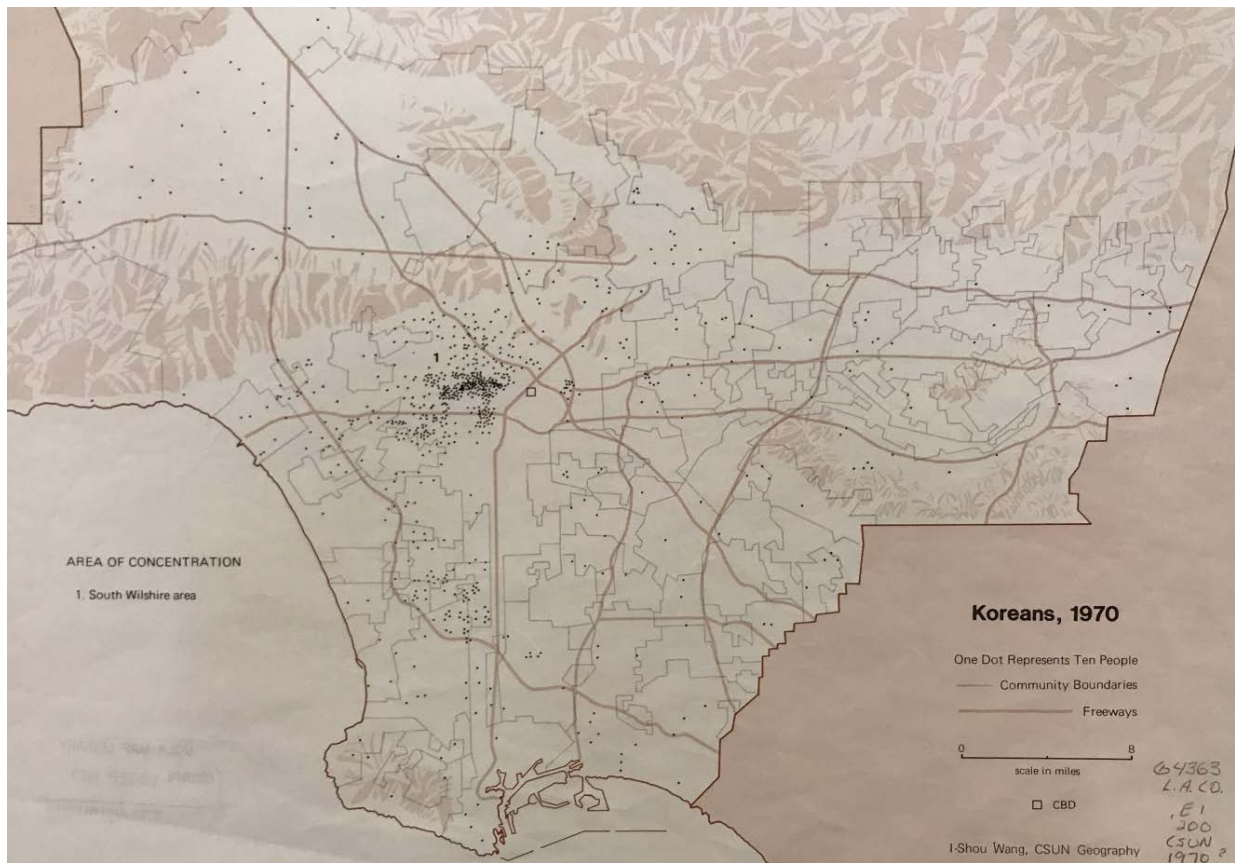 1
AREA OF CONCENTRATION
1. South Wilshire area
Koreans, 1970
One Dot Represents Ten People
Community Boundaries
Freeways
0 8
scale in miles
CBD
I-Shou Wang, CSUN Geography
G4363
L.A.CO.
.E1
200
CSUN
1970?